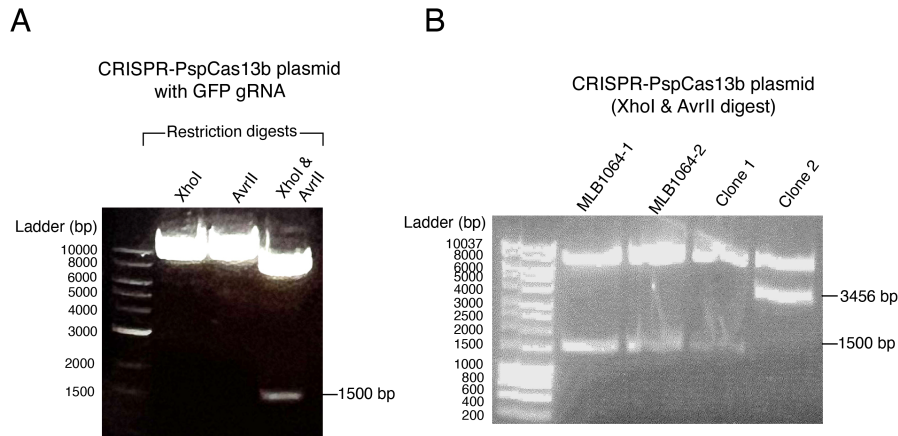 A
CRISPR-PspCas13b plasmid
with GFP gRNA
Restriction digests
XhoI
AvrII
XhoI &
AvrII
Ladder (bp)
10000
8000
6000
5000
4000
3000
2000
1500
1500 bp
B
CRISPR-PspCas13b plasmid
(XhoI & AvrII digest)
MLB1064-1
MLB1064-2
Clone 1
Clone 2
Ladder (bp)
10037
8000
6000
5000
4000
3000
2500
2000
1500
1000
800
600
400
200
3456 bp
1500 bp